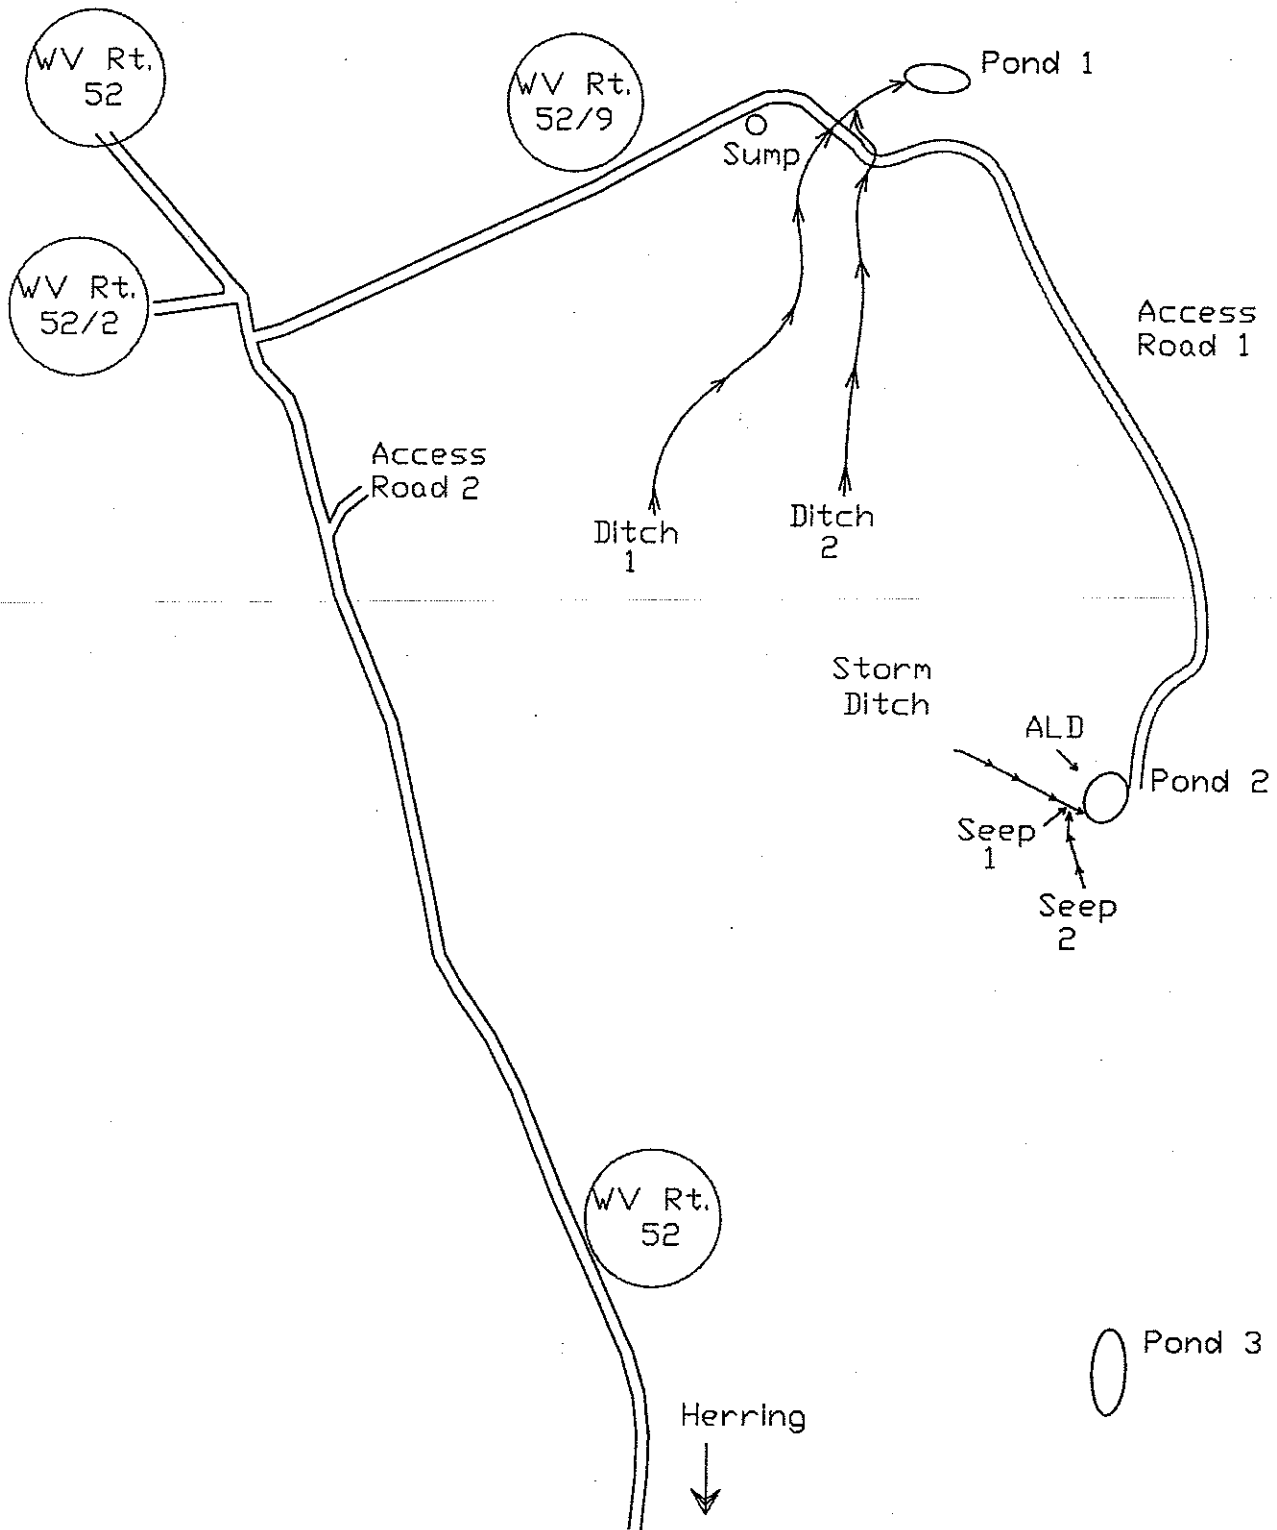 WV Rt.
52
WV Rt.
52/9
Pond 1
Sump
WV Rt.
52/2
Access
Road 1
Access
Road 2
Ditch
1
Ditch
2
Storm
Ditch
ALD
Pond 2
Seep
1
Seep
2
WV Rt.
52
Pond 3
Herring